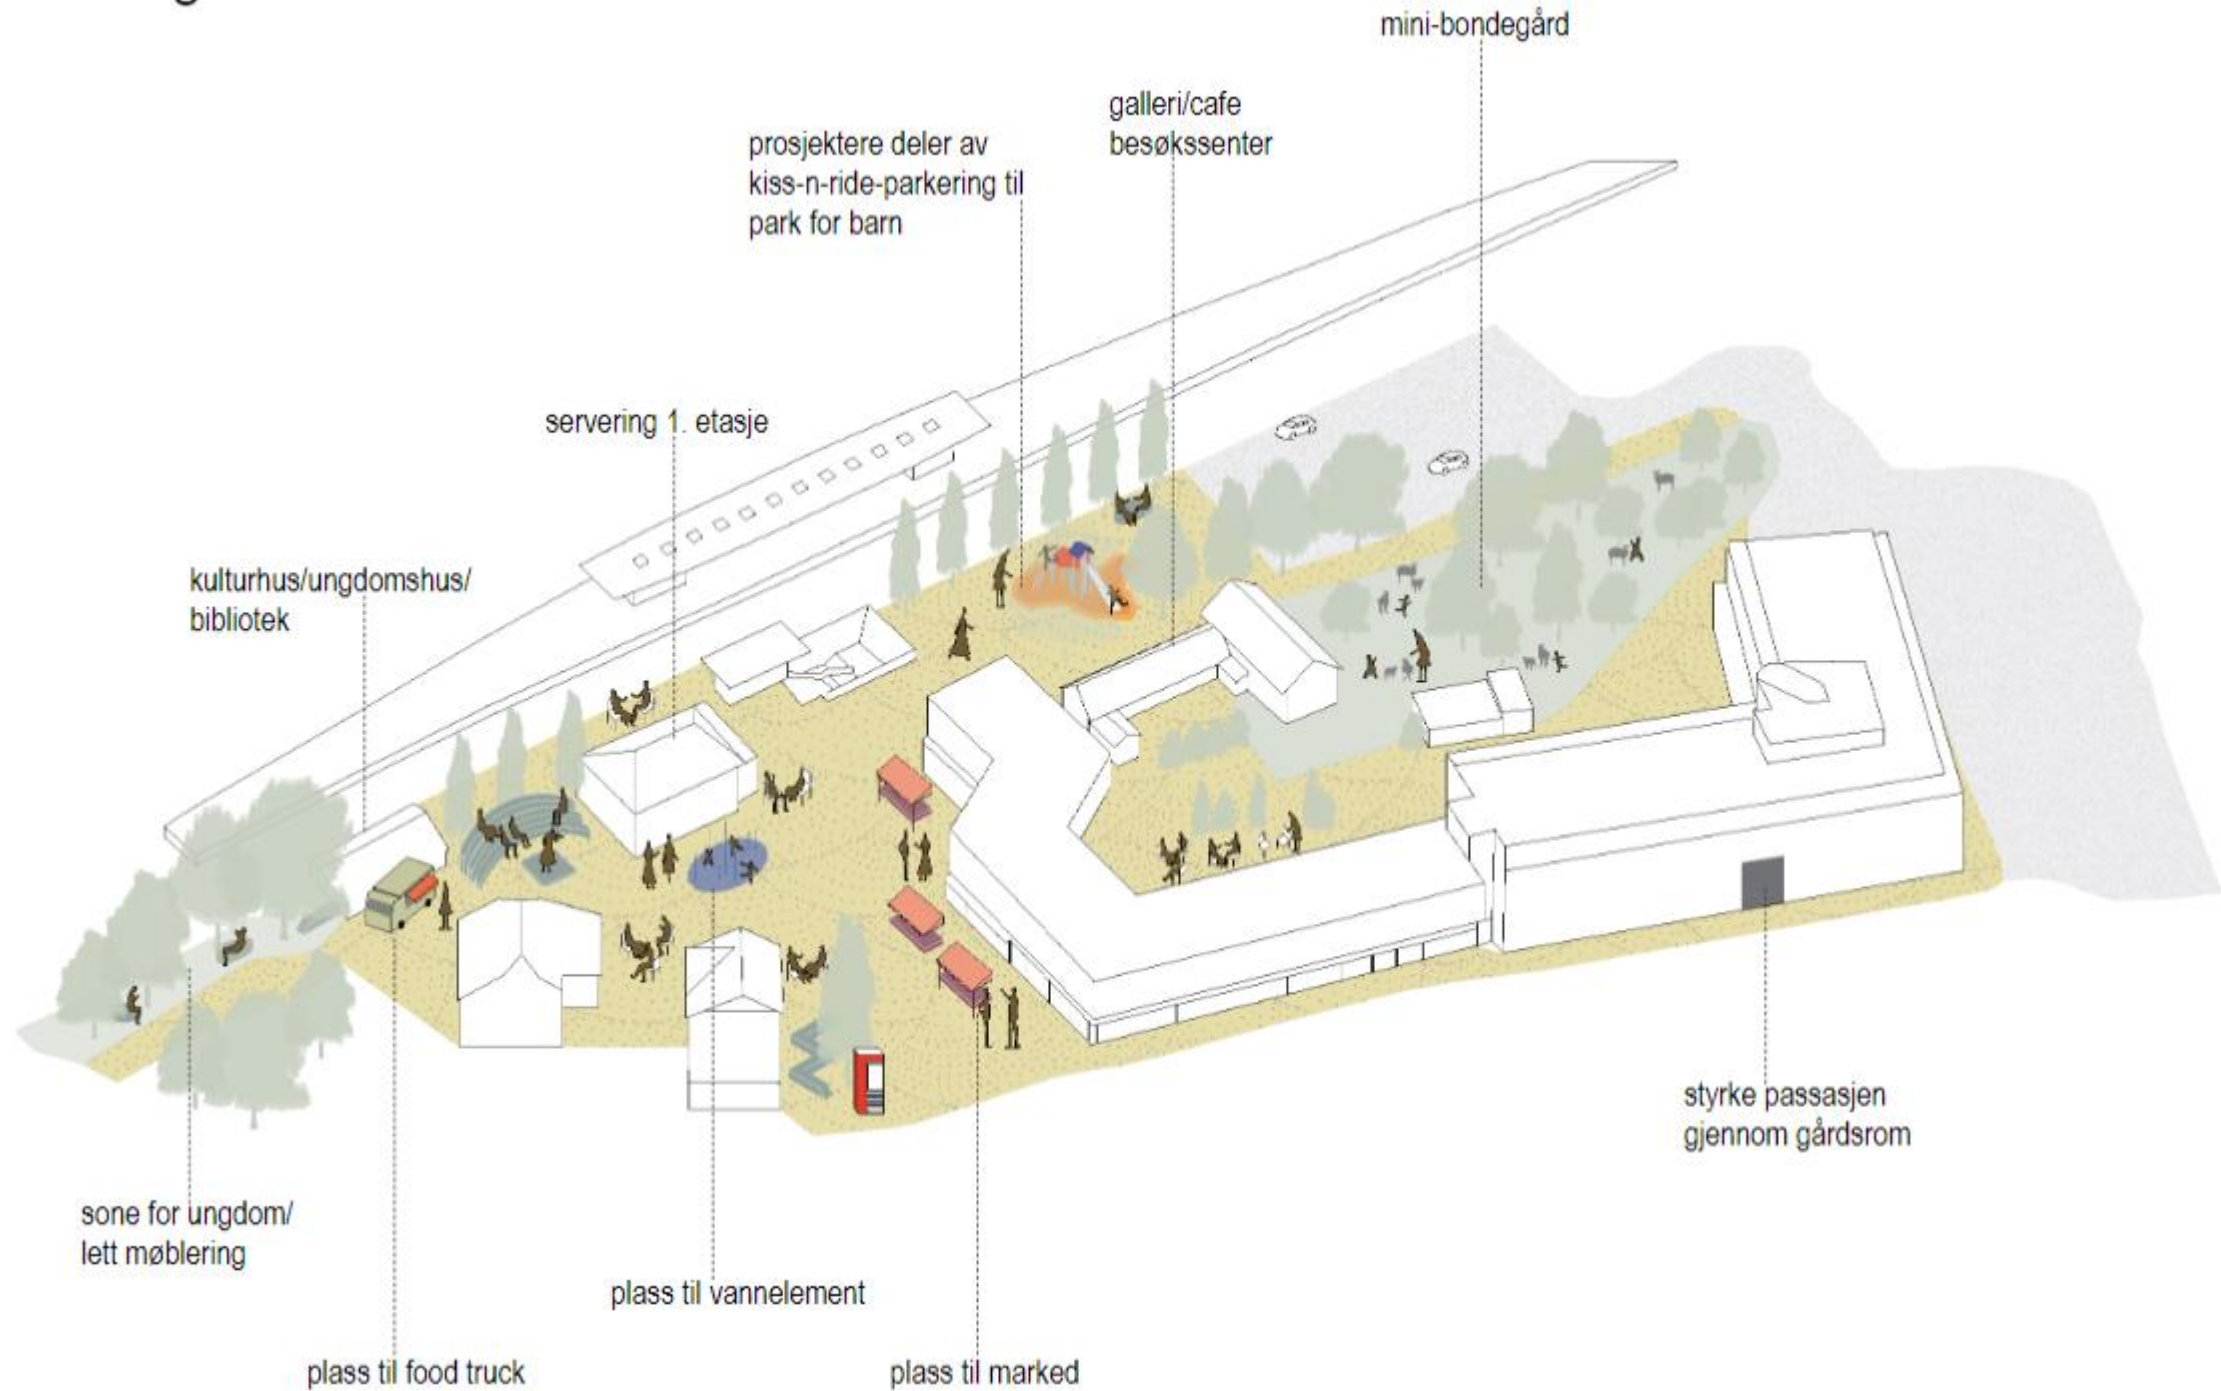 mini-bondegård
galleri/cafe
besøkssenter
prosjektere deler av
kiss-n-ride-parkering til
park for barn
servering 1. etasje
kulturhus/ungdomshus/
bibliotek
styrke passasjen
gjennom gårdsrom
sone for ungdom/
lett møblering
plass til vannelement
plass til food truck
plass til marked